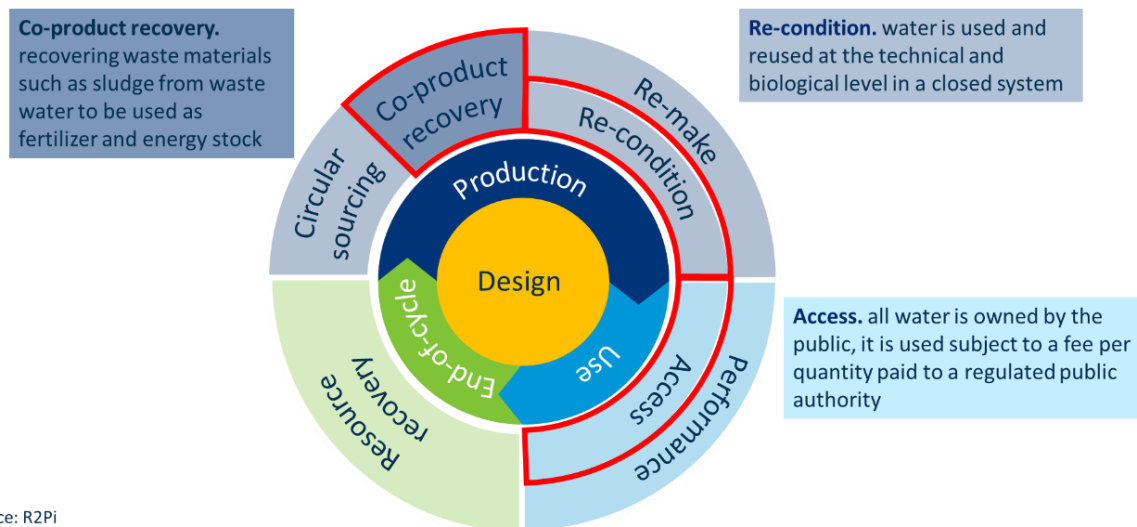 Co-product recovery.
recovering waste materials
such as sludge from waste
water to be used as
fertilizer and energy stock
Re-condition. water is used and
reused at the technical and
biological level in a closed system
Co-product
recovery
Re-make
Re-condition
Circular
sourcing
Production
Design
End-of-cycle
Use
Access
Performance
Resource
recovery
Access. all water is owned by the
public, it is used subject to a fee per
quantity paid to a regulated public
authority
ce: R2Pi